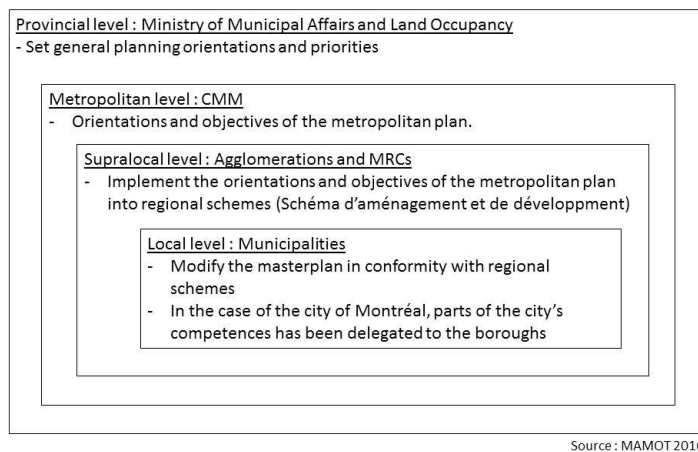 Provincial level : Ministry of Municipal Affairs and Land Occupancy
- Set general planning orientations and priorities
Metropolitan level : CMM
- Orientations and objectives of the metropolitan plan.
Supralocal level : Agglomerations and MRCs
- Implement the orientations and objectives of the metropolitan plan
into regional schemes (Schéma d'aménagement et de développment)
Local level : Municipalities
- Modify the masterplan in conformity with regional
schemes
- In the case of the city of Montréal, parts of the city's
competences has been delegated to the boroughs
Source : MAMOT 2016